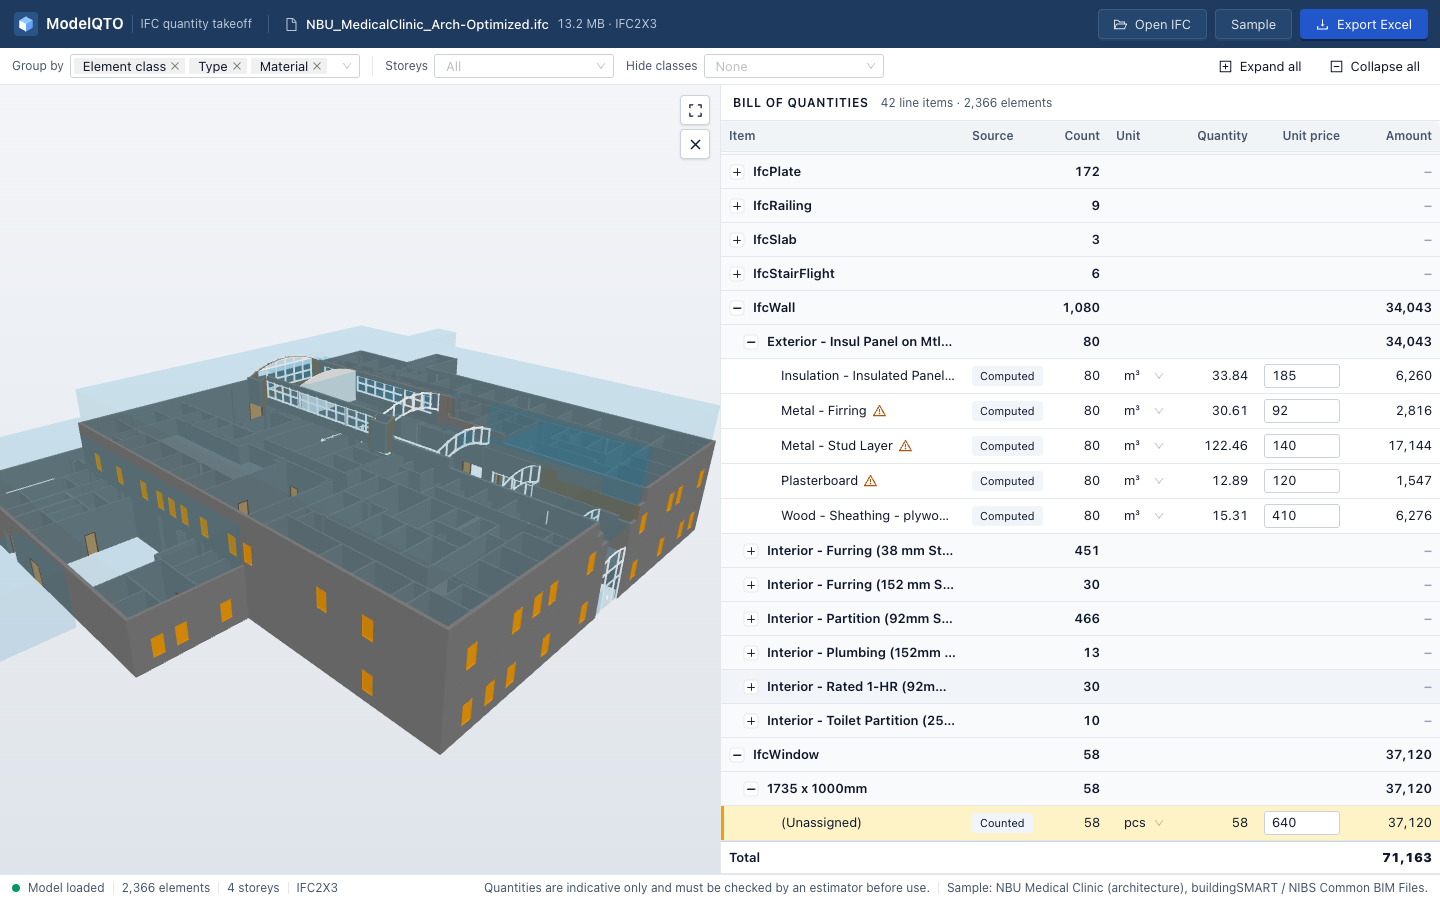 ModelQTO IFC quantity takeoff NBU_MedicalClinic_Arch-Optimized.ifc 13.2 MB · IFC2X3 Open IFC Sample Export Excel
Group by Element class Type Material Storeys All Hide classes None Expand all Collapse all
BILL OF QUANTITIES 42 line items · 2,366 elements
Item Source Count Unit Quantity Unit price Amount
IfcPlate 172 –
IfcRailing 9 –
IfcSlab 3 –
IfcStairFlight 6 –
IfcWall 1,080 34,043
Exterior - Insul Panel on Mtl... 80 34,043
Insulation - Insulated Panel... Computed 80 m³ 33.84 185 6,260
Metal - Firring Computed 80 m³ 30.61 92 2,816
Metal - Stud Layer Computed 80 m³ 122.46 140 17,144
Plasterboard Computed 80 m³ 12.89 120 1,547
Wood - Sheathing - plywo... Computed 80 m³ 15.31 410 6,276
Interior - Furring (38 mm St... 451 –
Interior - Furring (152 mm S... 30 –
Interior - Partition (92mm S... 466 –
Interior - Plumbing (152mm ... 13 –
Interior - Rated 1-HR (92m... 30 –
Interior - Toilet Partition (25... 10 –
IfcWindow 58 37,120
1735 x 1000mm 58 37,120
(Unassigned) Counted 58 pcs 58 640 37,120
Total 71,163
Model loaded 2,366 elements 4 storeys IFC2X3 Quantities are indicative only and must be checked by an estimator before use. Sample: NBU Medical Clinic (architecture), buildingSMART / NIBS Common BIM Files.